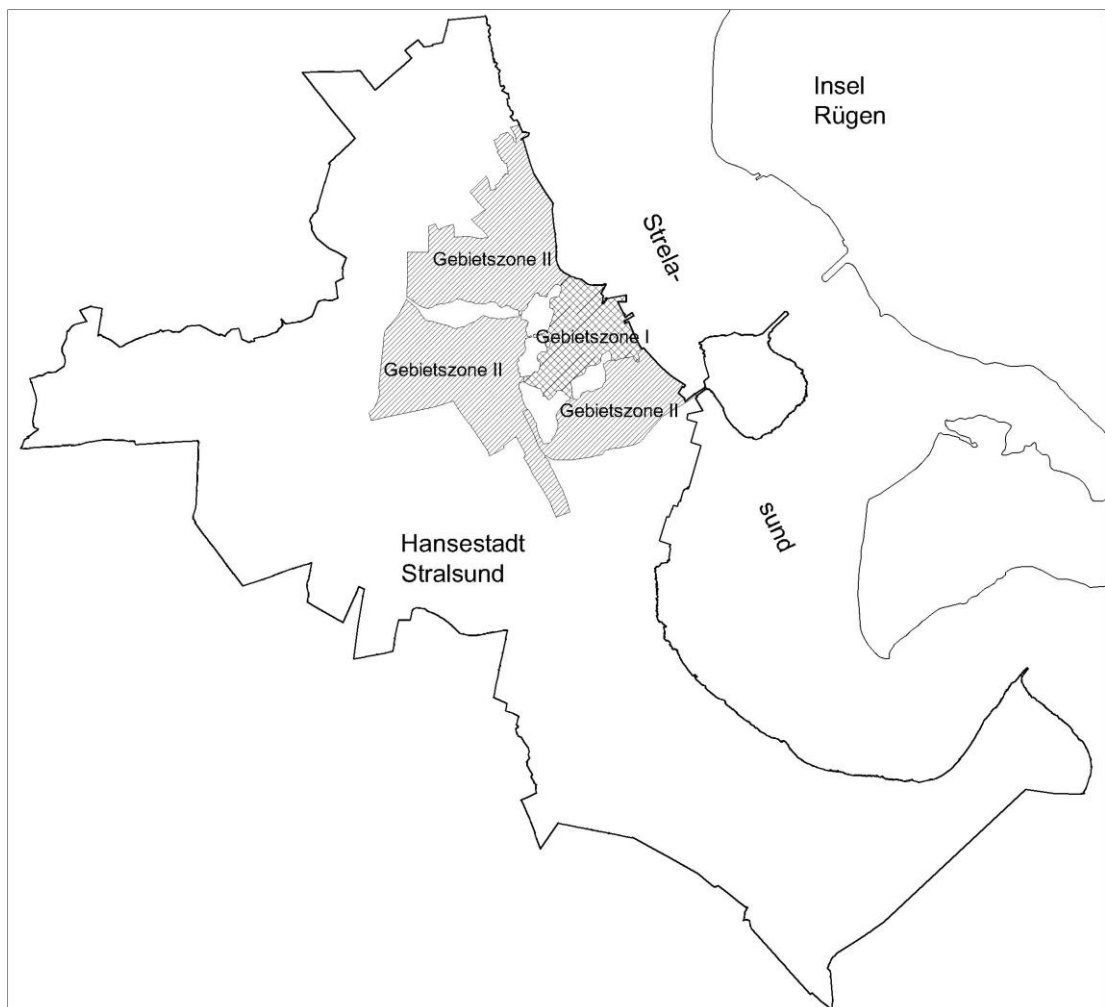 Insel
Rügen
Strela-
Gebietszone II
Gebietszone I
Gebietszone II
Gebietszone II
sund
Hansestadt
Stralsund